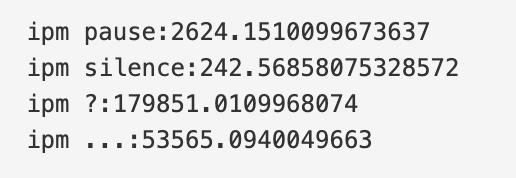 ipm pause:2624.1510099673637
ipm silence:242.56858075328572
ipm ?:179851.0109968074
ipm ...:53565.0940049663